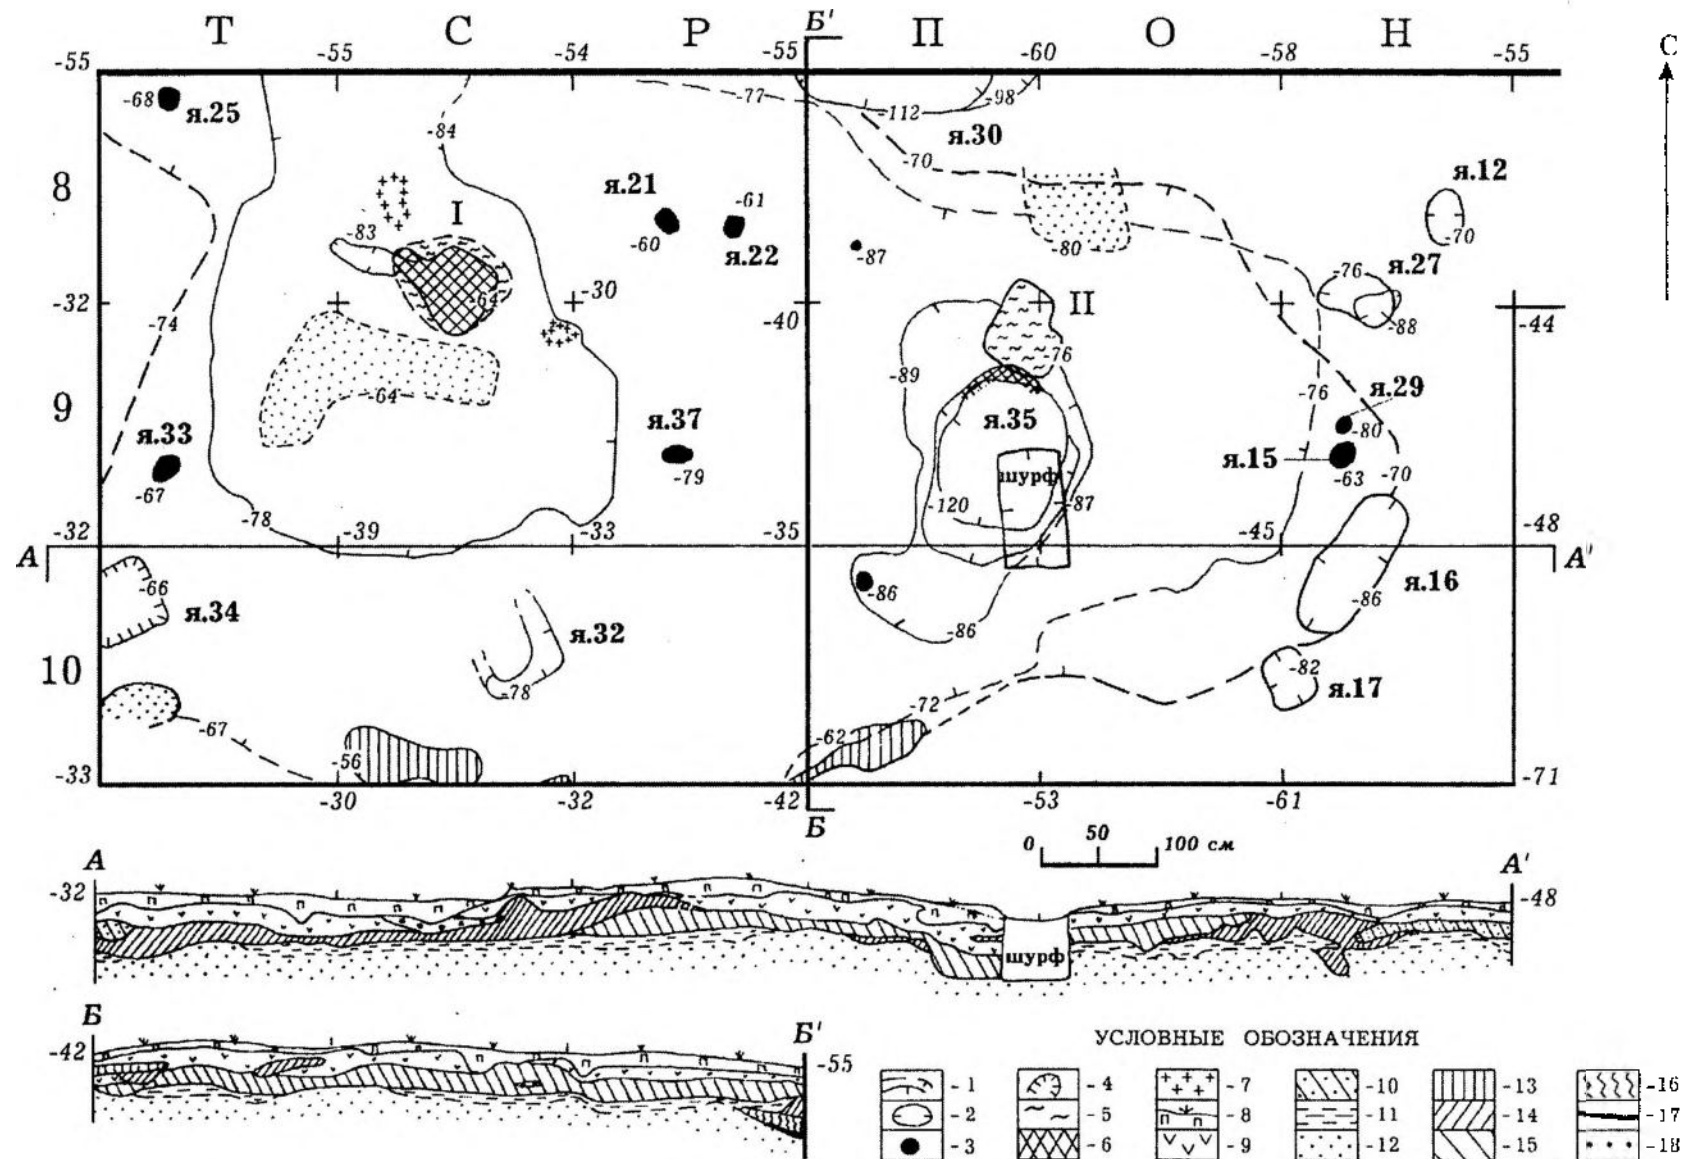 Т -55 С -54 Р -55 Б' П -60 О -58 Н -55 С
-55
-68 я.25
-84
-77
-112 -98
я.30
-70
8
я.21 -61
-60 я.22
я.12
-70
I
-83
-64
-87
-80
-76 я.27
-88
-32 -30 -40 II -44
-74
-76
-89
-76
9
-64
я.33
-67
я.37
-79
я.35
шурф
-120
-87
я.29
-80
я.15
-63
-70
-78
-32 -39 -33 -35 -45 -48
А А'
-66
я.34
я.32
-78
-86
-86
я.16
-86
10
-82
я.17
-67
-56
-72
-62
-33 -71
-30 -32 -42 -53 -61
Б
0 50 100 см
А А'
-32 -48
шурф
Б Б'
-42 -55
УСЛОВНЫЕ ОБОЗНАЧЕНИЯ
-1 -4 -7 -10 -13 -16
-2 -5 -8 -11 -14 -17
-3 -6 -9 -12 -15 -18